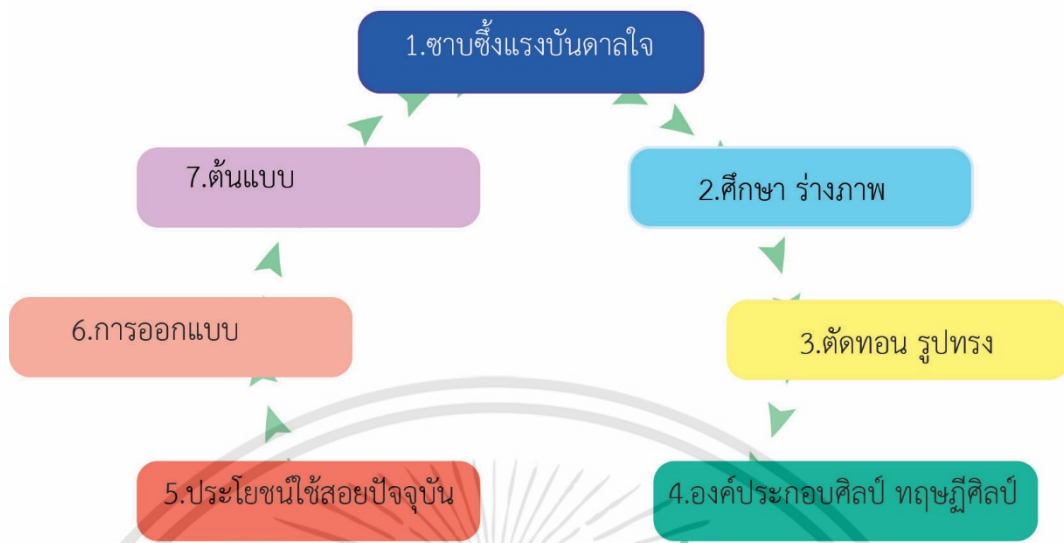 1.ซาบซึ้งแรงบันดาลใจ
2.ศึกษา ร่างภาพ
3.ตัดทอน รูปทรง
4.องค์ประกอบศิลป์ ทฤษฎีศิลป์
5.ประโยชน์ใช้สอยปัจจุบัน
6.การออกแบบ
7.ต้นแบบ